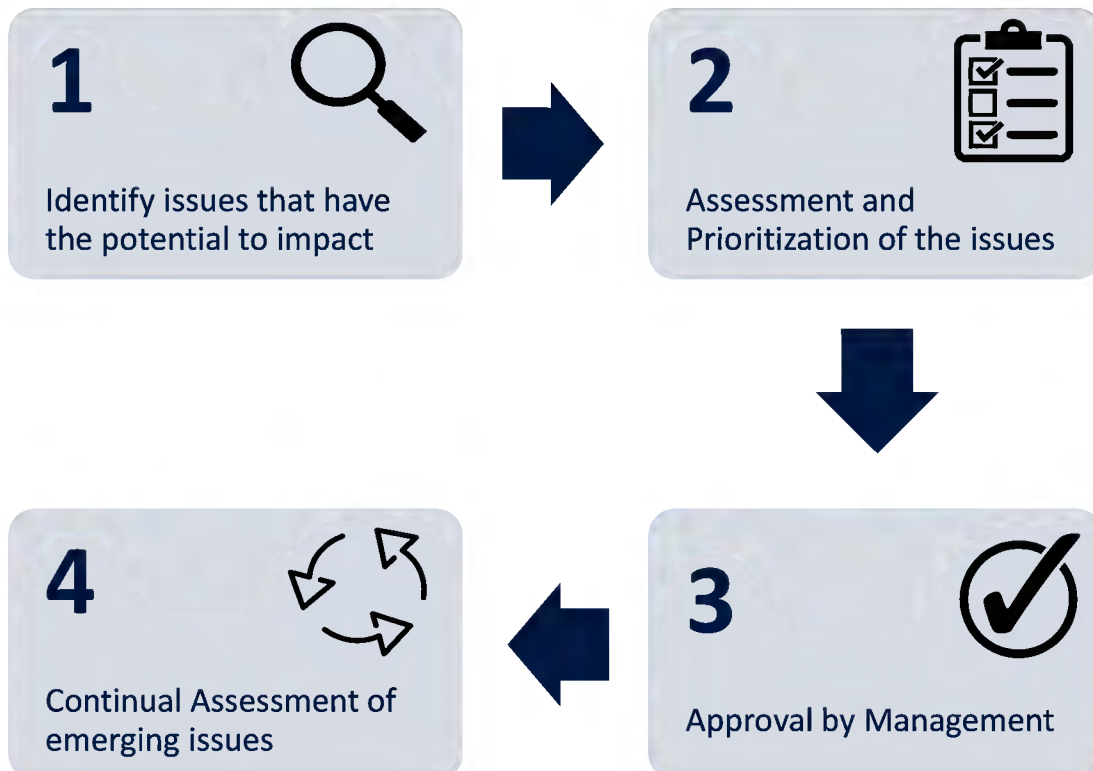 1
Identify issues that have
the potential to impact
2
Assessment and
Prioritization of the issues
3
Approval by Management
4
Continual Assessment of
emerging issues